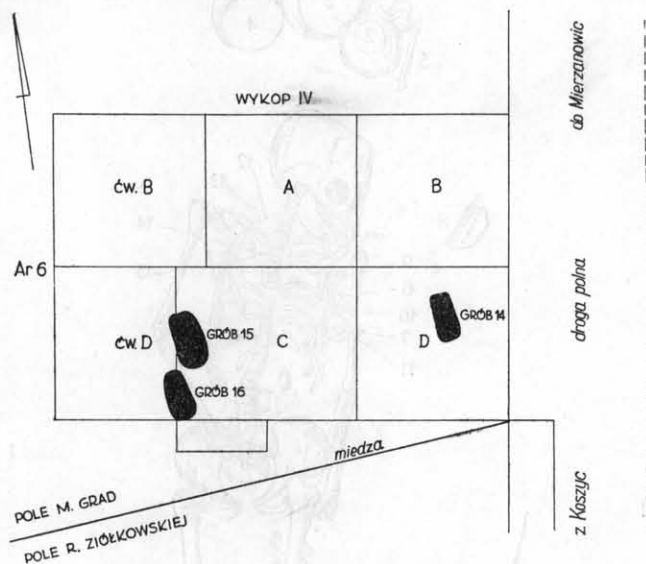 WYKOP IV
do Mierzanowic
ćw. B
A
B
Ar 6
droga polna
GRÓB 14
GRÓB 15
ćw. D
C
D
GRÓB 16
miedza
z Koszyc
POLE M. GRAD
POLE R. ZIÓŁKOWSKIEJ